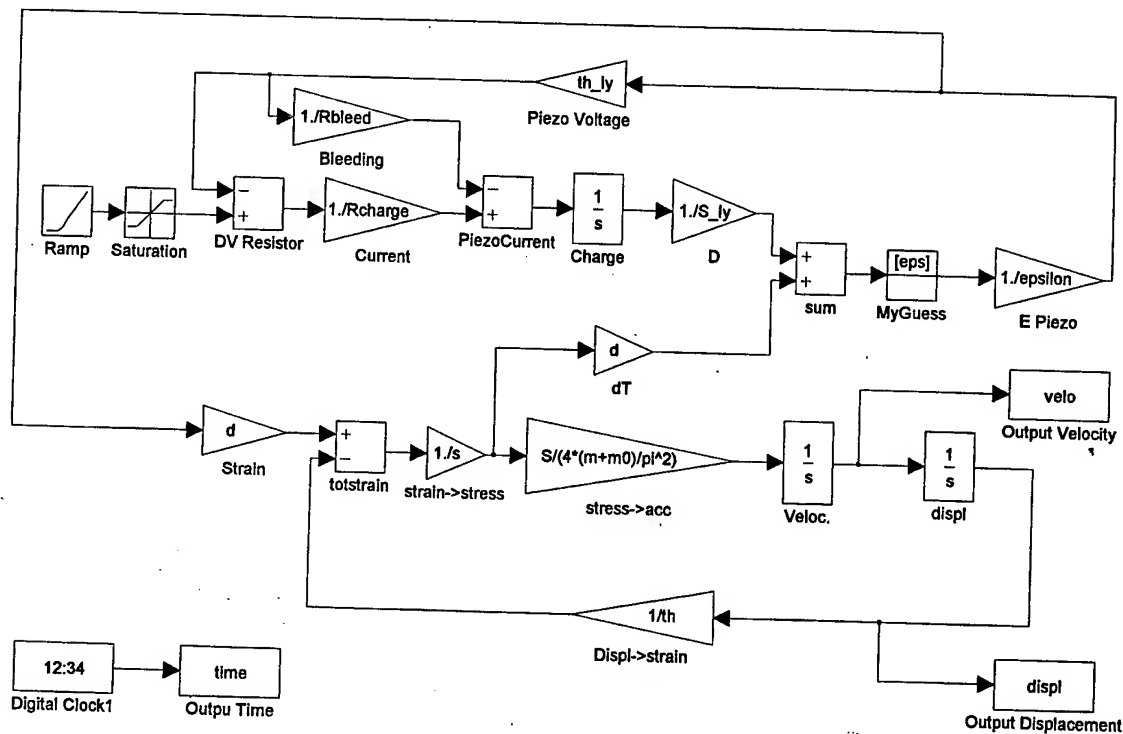 th_ly
Piezo Voltage
1./Rbleed
Bleeding
Ramp
Saturation
−
+
DV Resistor
1./Rcharge
Current
−
+
PiezoCurrent
1
s
Charge
1./S_ly
D
+
+
sum
[eps]
MyGuess
1./epsilon
E Piezo
d
dT
velo
Output Velocity
d
Strain
+
−
totstrain
1./s
strain->stress
S/(4*(m+m0)/pi^2)
stress->acc
1
s
Veloc.
1
s
displ
1/th
Displ->strain
12:34
Digital Clock1
time
Outpu Time
displ
Output Displacement